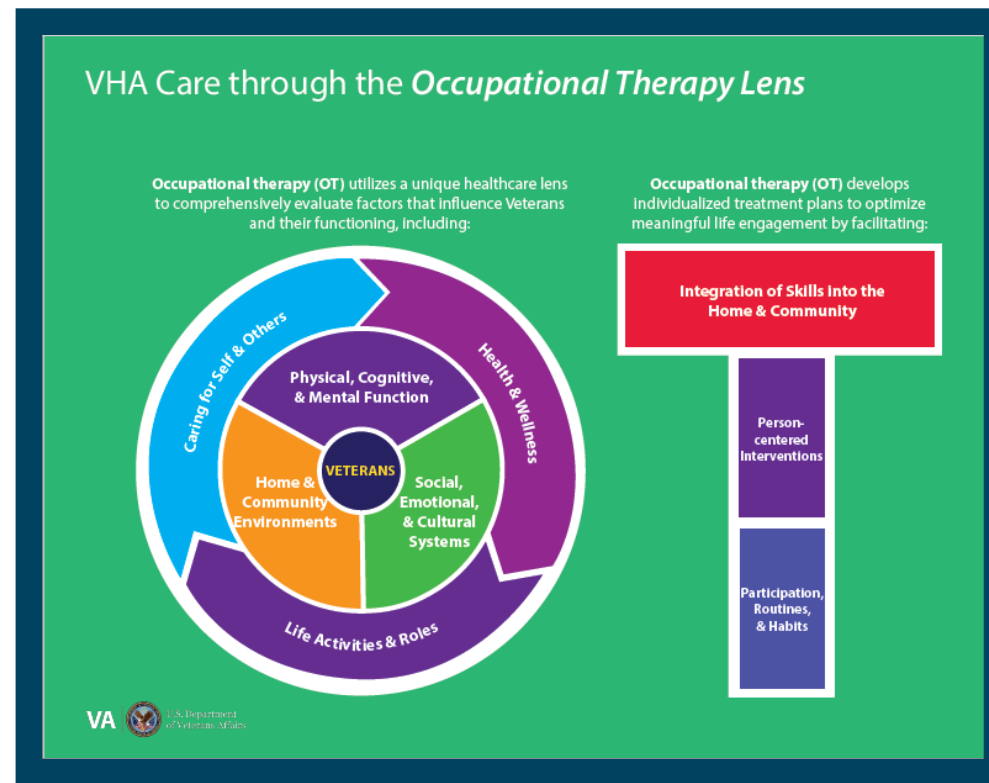 VHA Care through the Occupational Therapy Lens
Occupational therapy (OT) utilizes a unique healthcare lens
to comprehensively evaluate factors that influence Veterans
and their functioning, including:
Caring for Self & Others
Health & Wellness
Life Activities & Roles
Physical, Cognitive,
& Mental Function
VETERANS
Home &
Community
Environments
Social,
Emotional,
& Cultural
Systems
Occupational therapy (OT) develops
individualized treatment plans to optimize
meaningful life engagement by facilitating:
Integration of Skills into the
Home & Community
Person-
centered
Interventions
Participation,
Routines,
& Habits
VA
U.S. Department
of Veterans Affairs